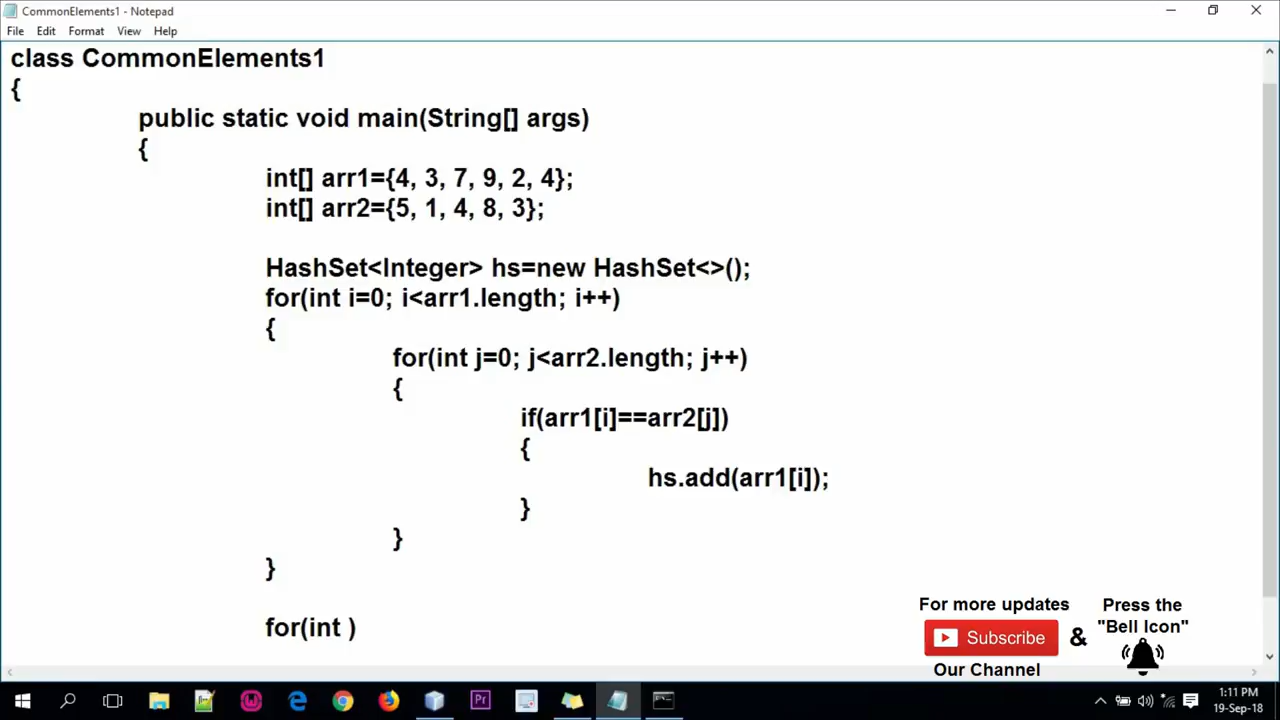 CommonElements1 - Notepad
File Edit Format View Help
class CommonElements1
{
public static void main(String[] args)
{
int[] arr1={4, 3, 7, 9, 2, 4};
int[] arr2={5, 1, 4, 8, 3};
HashSet<Integer> hs=new HashSet<>();
for(int i=0; i<arr1.length; i++)
{
for(int j=0; j<arr2.length; j++)
{
if(arr1[i]==arr2[j])
{
hs.add(arr1[i]);
}
}
}
for(int )
For more updates
Subscribe
Our Channel
&
Press the
"Bell Icon"
Pr
1:11 PM
19-Sep-18